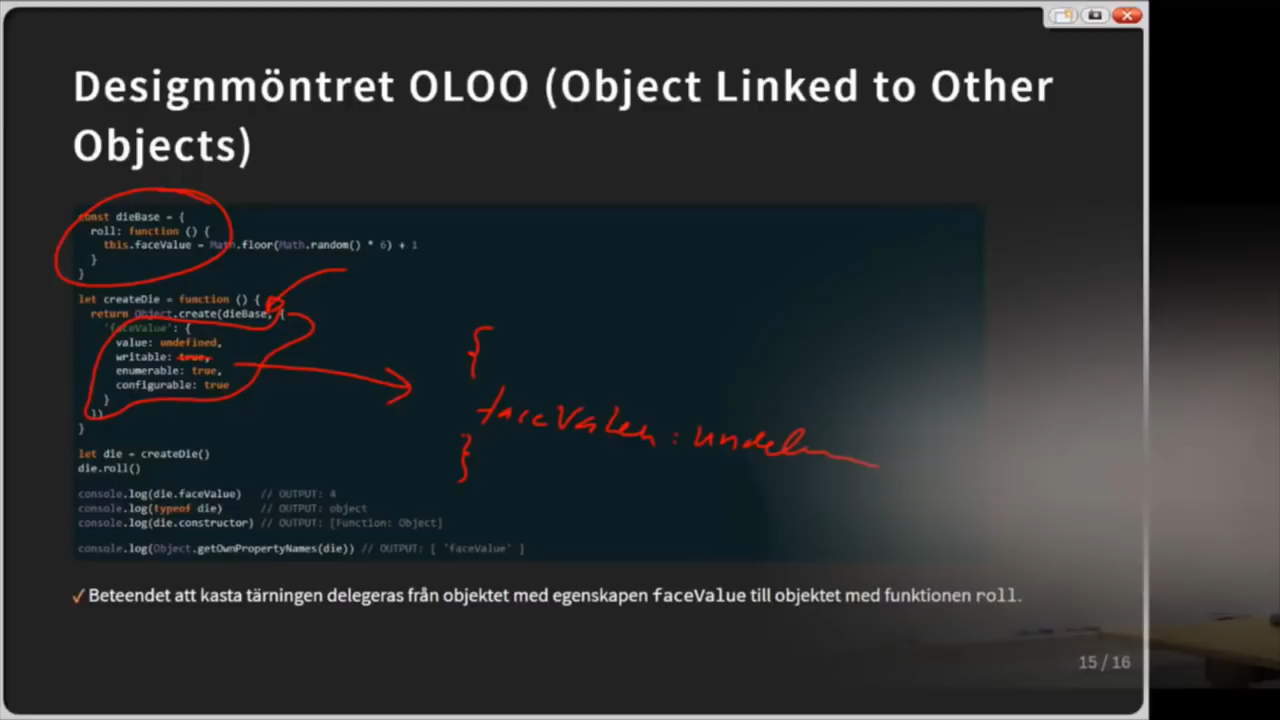 Designmöntret OLOO (Object Linked to Other
Objects)
const dieBase = {
roll: function () {
this.faceValue = Math.floor(Math.random() * 6) + 1
}
}
let createDie = function () {
return Object.create(dieBase, {
'faceValue': {
value: undefined,
writable: true,
enumerable: true,
configurable: true
}
})
}
{
faceValue : undefin
}
let die = createDie()
die.roll()
console.log(die.faceValue) // OUTPUT: 4
console.log(typeof die) // OUTPUT: object
console.log(die.constructor) // OUTPUT: [Function: Object]
console.log(Object.getOwnPropertyNames(die)) // OUTPUT: [ 'faceValue' ]
✓ Beteendet att kasta tärningen delegeras från objektet med egenskapen faceValue till objektet med funktionen roll.
15 / 16